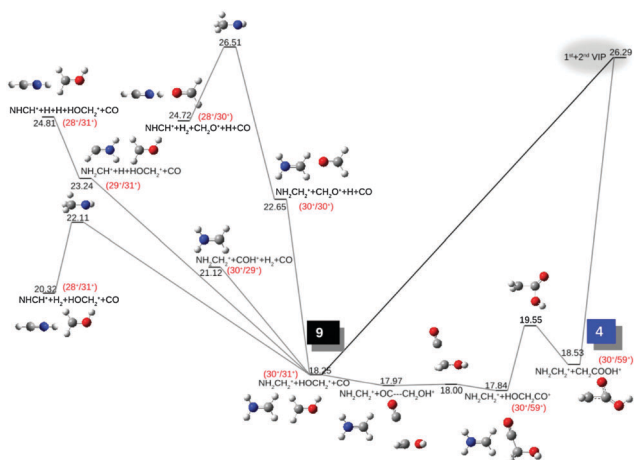 26.51
1st+2nd VIP
26.29
NHCH⁺+H+H+HOCH₂⁺+CO
24.81
(28⁺/31⁺)
(28⁺/30⁺)
24.72
NHCH⁺+H₂+CH₂O⁺+H+CO
NH₂CH⁺+H+HOCH₂⁺+CO
23.24
(29⁺/31⁺)
NH₂CH₂⁺+CH₂O⁺+H+CO
22.65
(30⁺/30⁺)
22.11
NH₂CH₂⁺+COH⁺+H₂+CO
21.12
(30⁺/29⁺)
20.32
(28⁺/31⁺)
NHCH⁺+H₂+HOCH₂⁺+CO
9
4
19.55
18.53
(30⁺/59⁺)
NH₂CH₂⁺+CH₂COOH⁺
(30⁺/31⁺)
18.25
NH₂CH₂⁺+HOCH₂⁺+CO
17.97
NH₂CH₂⁺+OC---CH₂OH⁺
18.00
17.84
NH₂CH₂⁺+HOCH₂CO⁺
(30⁺/59⁺)